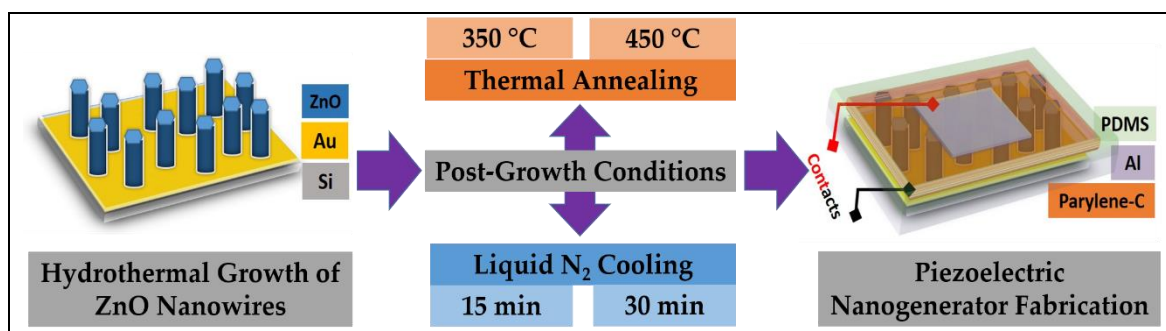 ZnO
Au
Si
Hydrothermal Growth of
ZnO Nanowires
350 °C
450 °C
Thermal Annealing
Post-Growth Conditions
Liquid N₂ Cooling
15 min
30 min
Contacts
PDMS
Al
Parylene-C
Piezoelectric
Nanogenerator Fabrication